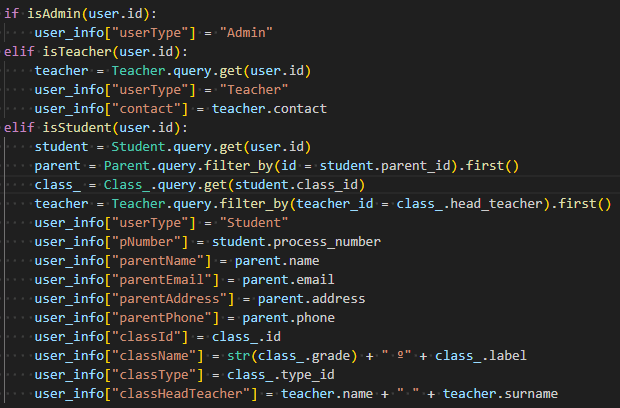 if isAdmin(user.id):
    user_info["userType"] = "Admin"
elif isTeacher(user.id):
    teacher = Teacher.query.get(user.id)
    user_info["userType"] = "Teacher"
    user_info["contact"] = teacher.contact
elif isStudent(user.id):
    student = Student.query.get(user.id)
    parent = Parent.query.filter_by(id = student.parent_id).first()
    class_ = Class_.query.get(student.class_id)
    teacher = Teacher.query.filter_by(teacher_id = class_.head_teacher).first()
    user_info["userType"] = "Student"
    user_info["pNumber"] = student.process_number
    user_info["parentName"] = parent.name
    user_info["parentEmail"] = parent.email
    user_info["parentAddress"] = parent.address
    user_info["parentPhone"] = parent.phone
    user_info["classId"] = class_.id
    user_info["className"] = str(class_.grade) + " º" + class_.label
    user_info["classType"] = class_.type_id
    user_info["classHeadTeacher"] = teacher.name + " " + teacher.surname